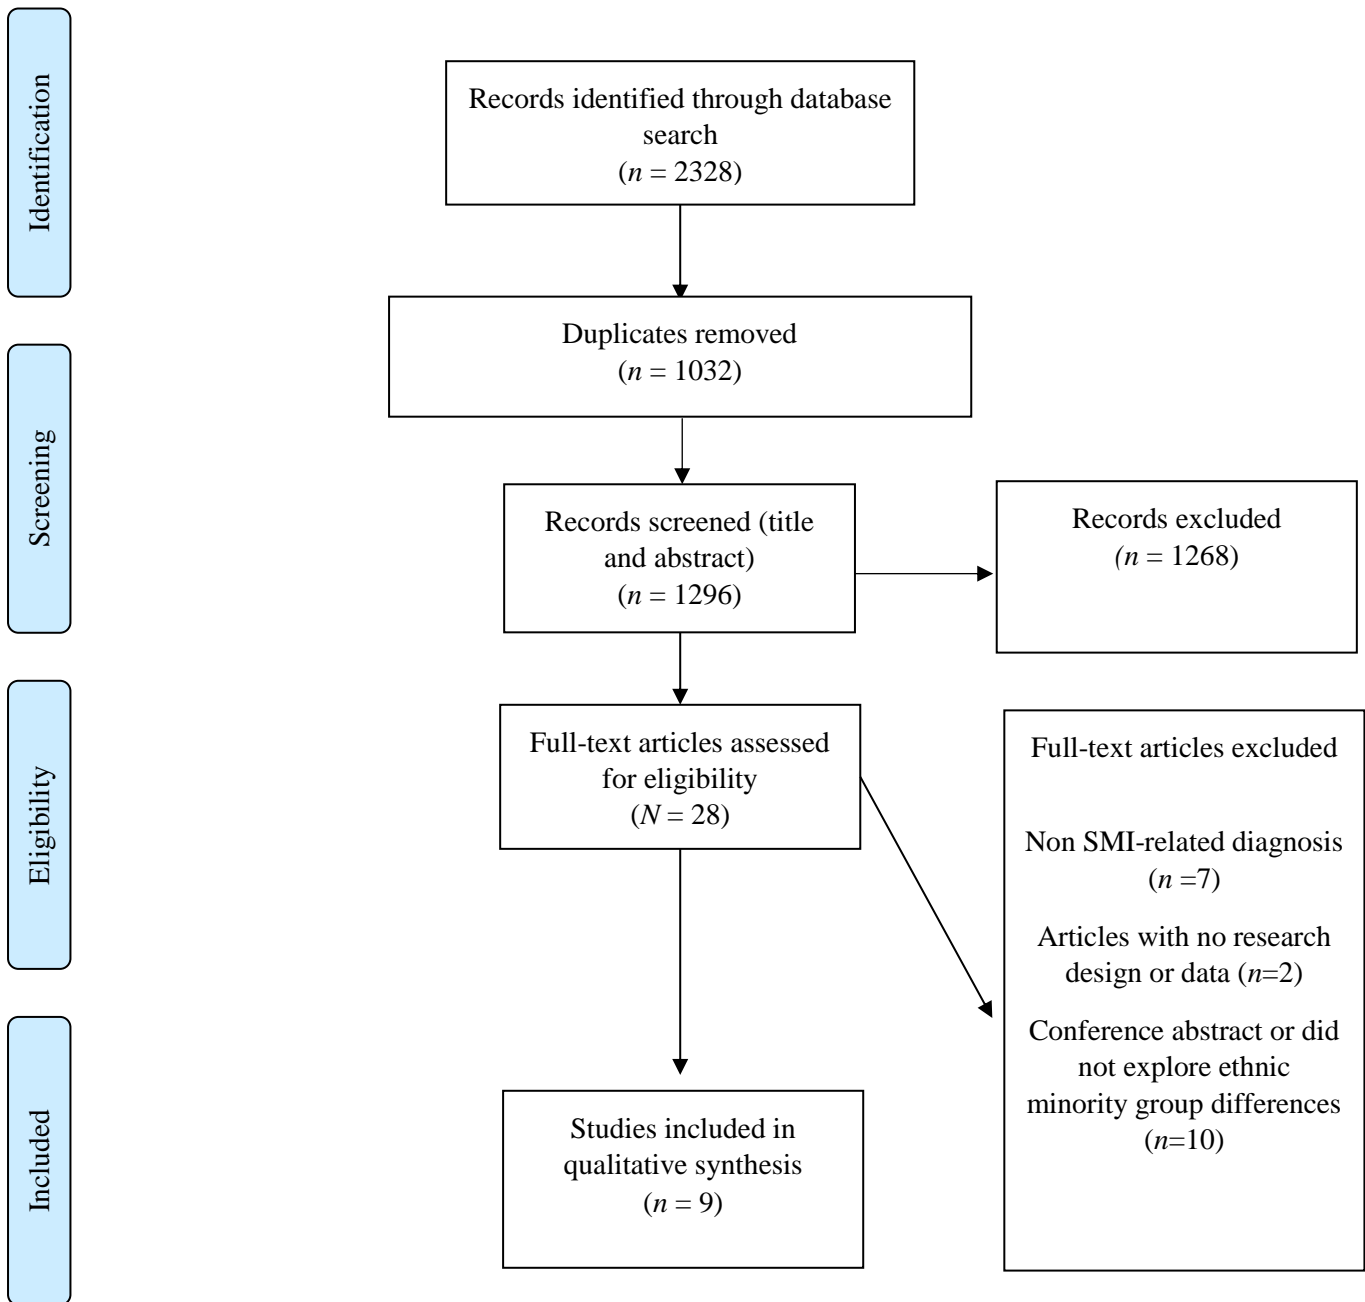 Identification
Records identified through database
search
(n = 2328)
Duplicates removed
(n = 1032)
Screening
Records screened (title
and abstract)
(n = 1296)
Records excluded
(n = 1268)
Eligibility
Full-text articles assessed
for eligibility
(N = 28)
Full-text articles excluded
Non SMI-related diagnosis
(n =7)
Articles with no research
design or data (n=2)
Conference abstract or did
not explore ethnic
minority group differences
(n=10)
Included
Studies included in
qualitative synthesis
(n = 9)